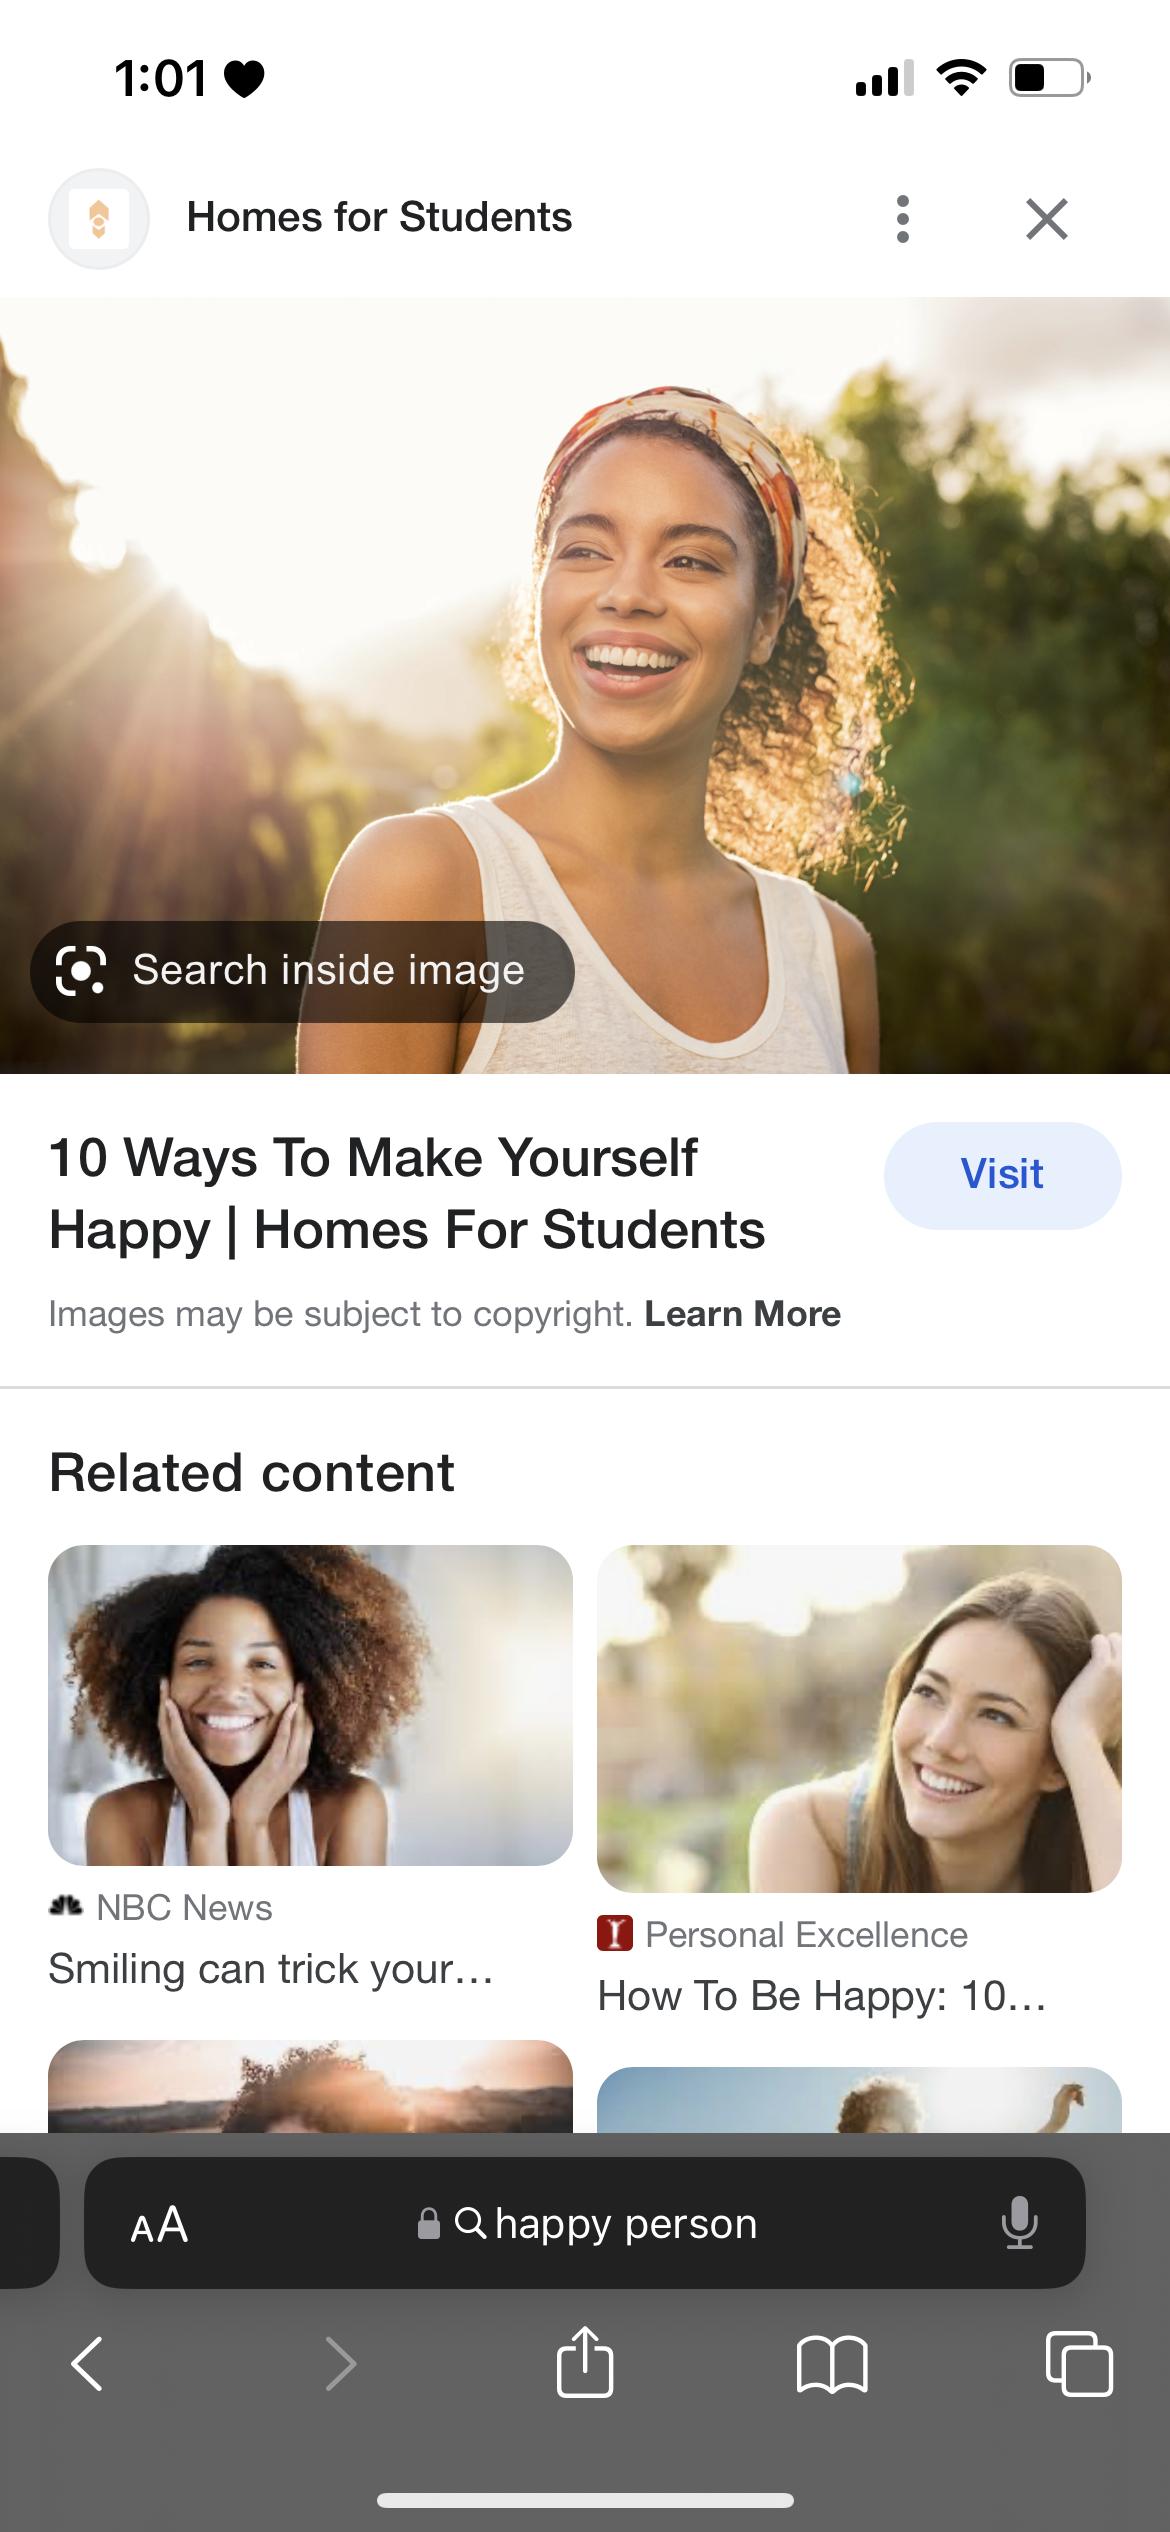 1:01
Homes for Students
Search inside image
10 Ways To Make Yourself
Happy | Homes For Students
Visit
Images may be subject to copyright. Learn More
Related content
NBC News
Smiling can trick your...
Personal Excellence
How To Be Happy: 10...
AA
happy person